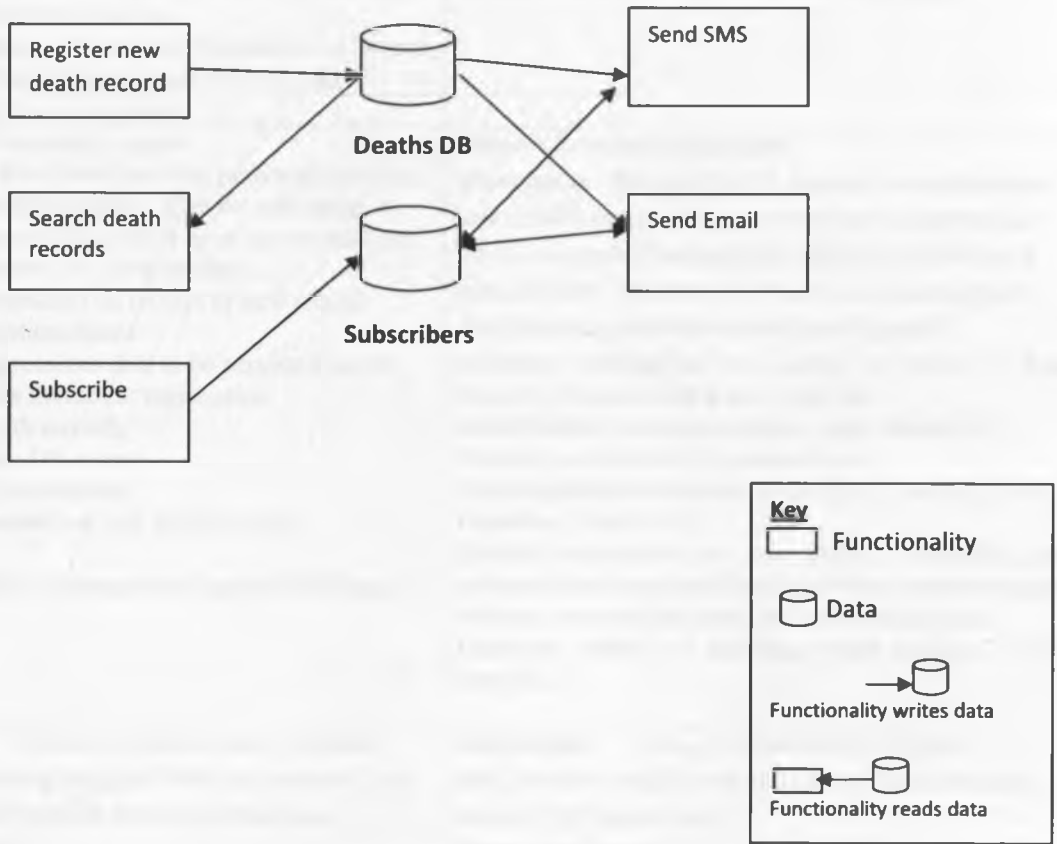 Register new
death record
Send SMS
Deaths DB
Search death
records
Send Email
Subscribers
Subscribe
Key
Functionality
Data
Functionality writes data
Functionality reads data